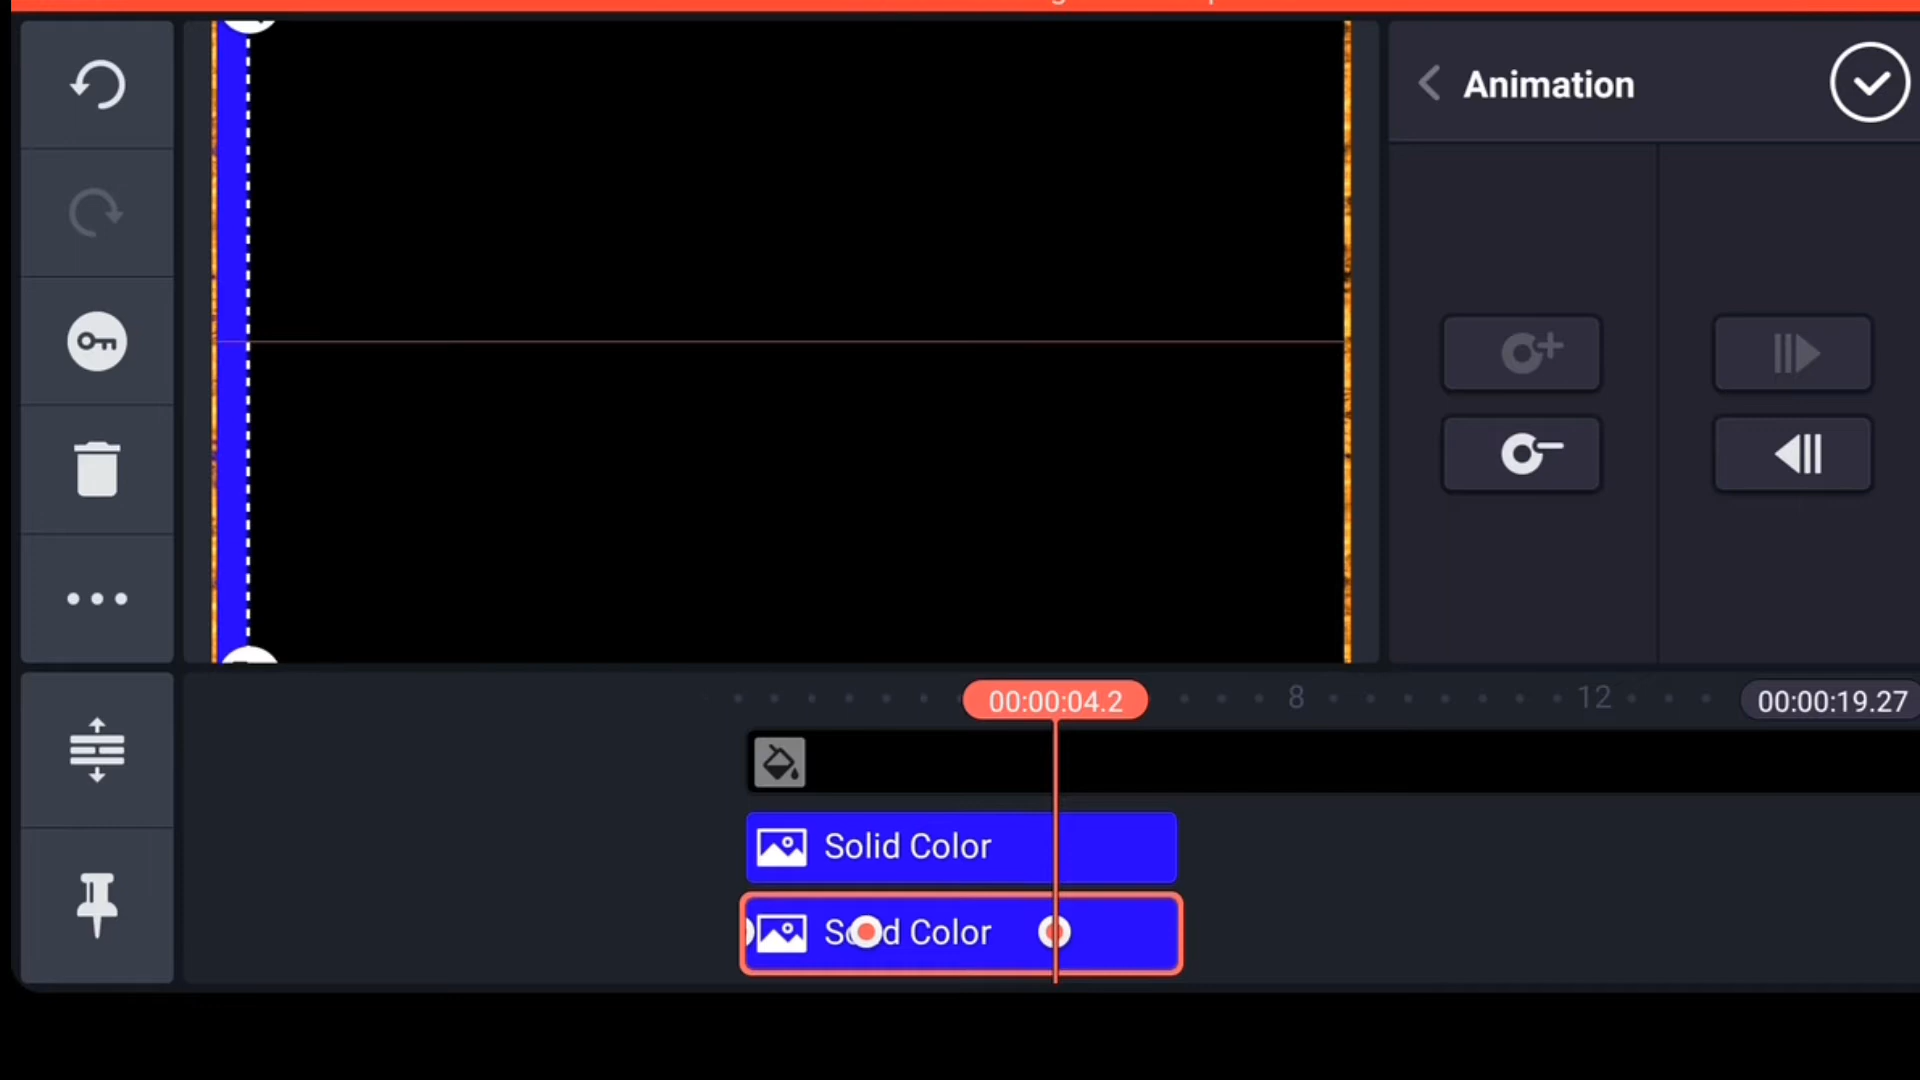 Animation
00:00:04.2
8
12
00:00:19.27
Solid Color
Solid Color